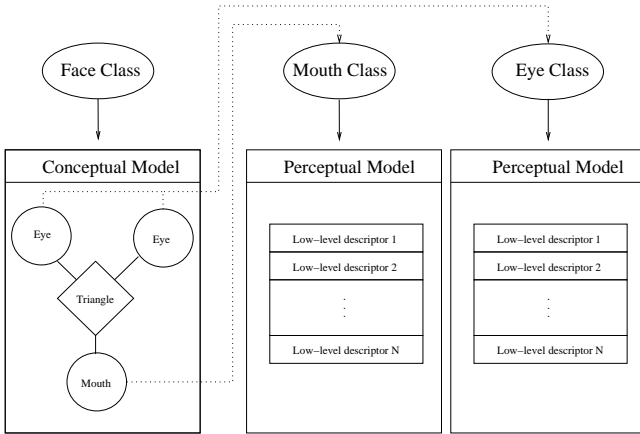 Face Class
Mouth Class
Eye Class
Conceptual Model
Perceptual Model
Perceptual Model
Eye
Eye
Triangle
Mouth
Low–level descriptor 1
Low–level descriptor 2
. . .
Low–level descriptor N
Low–level descriptor 1
Low–level descriptor 2
. . .
Low–level descriptor N